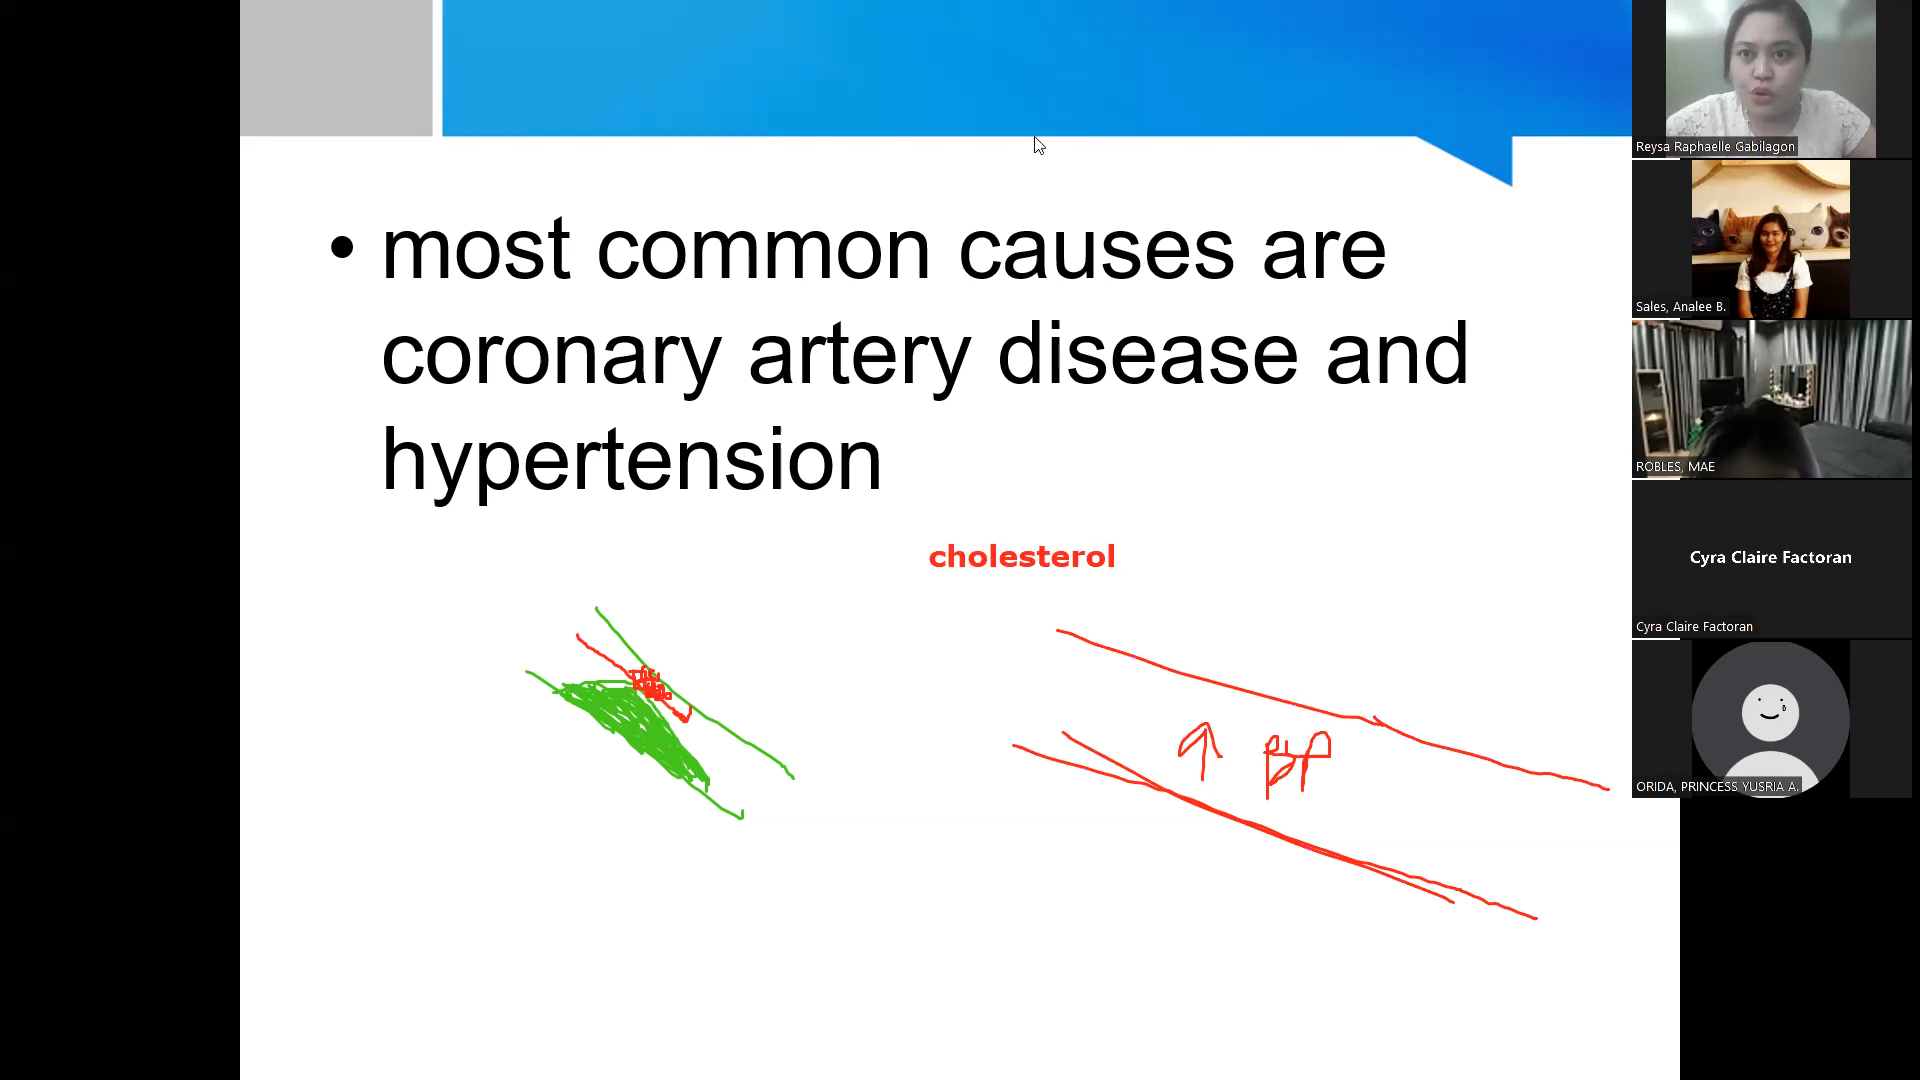 • most common causes are
coronary artery disease and
hypertension
cholesterol
↑ BP
Reysa Raphaelle Gabilagon
Sales, Analee B.
ROBLES, MAE
Cyra Claire Factoran
Cyra Claire Factoran
ORIDA, PRINCESS YUSRIA A.